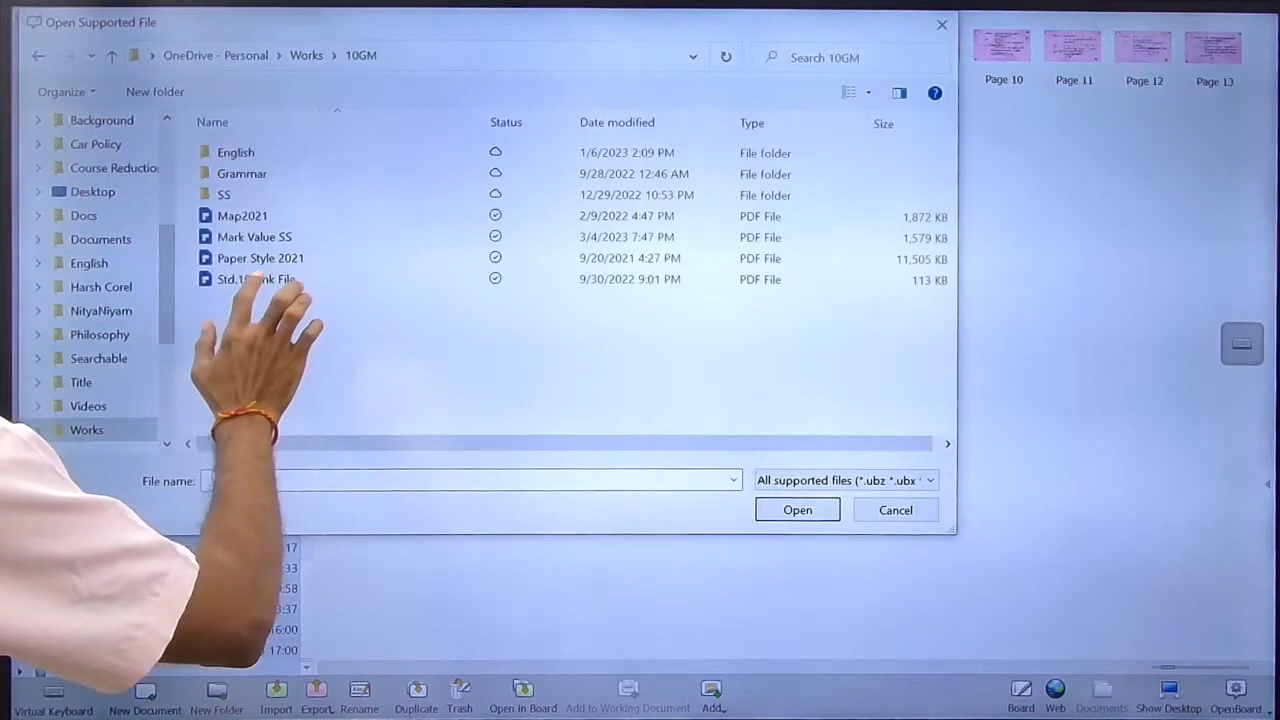 Open Supported File
OneDrive - Personal > Works > 10GM
Search 10GM
Page 10
Page 11
Page 12
Page 13
Organize
New folder
Name
Status
Date modified
Type
Size
Background
Car Policy
Course Reductio
Desktop
Docs
Documents
English
Harsh Corel
NityaNiyam
Philosophy
Searchable
Title
Videos
Works
English 1/6/2023 2:09 PM File folder
Grammar 9/28/2022 12:46 AM File folder
SS 12/29/2022 10:53 PM File folder
Map2021 2/9/2022 4:47 PM PDF File 1,872 KB
Mark Value SS 3/4/2023 7:47 PM PDF File 1,579 KB
Paper Style 2021 9/20/2021 4:27 PM PDF File 11,505 KB
File 9/30/2022 9:01 PM PDF File 113 KB
File name:
All supported files (*.ubz *.ubx
Open
Cancel
17
:33
:58
3:37
16:00
17:00
Virtual Keyboard
New Document
New Folder
Import
Export
Rename
Duplicate
Trash
Open in Board
Add to Working Document
Add
Board
Web
Documents
Show Desktop
OpenBoard